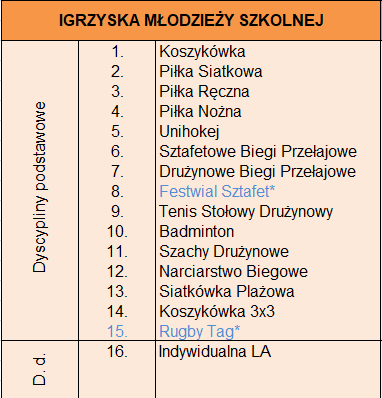 IGRZYSKA MŁODZIEŻY SZKOLNEJ
Dyscypliny podstawowe
1. Koszykówka
2. Piłka Siatkowa
3. Piłka Ręczna
4. Piłka Nożna
5. Unihokej
6. Sztafetowe Biegi Przełajowe
7. Drużynowe Biegi Przełajowe
8. Festwial Sztafet*
9. Tenis Stołowy Drużynowy
10. Badminton
11. Szachy Drużynowe
12. Narciarstwo Biegowe
13. Siatkówka Plażowa
14. Koszykówka 3x3
15. Rugby Tag*
D. d.
16. Indywidualna LA